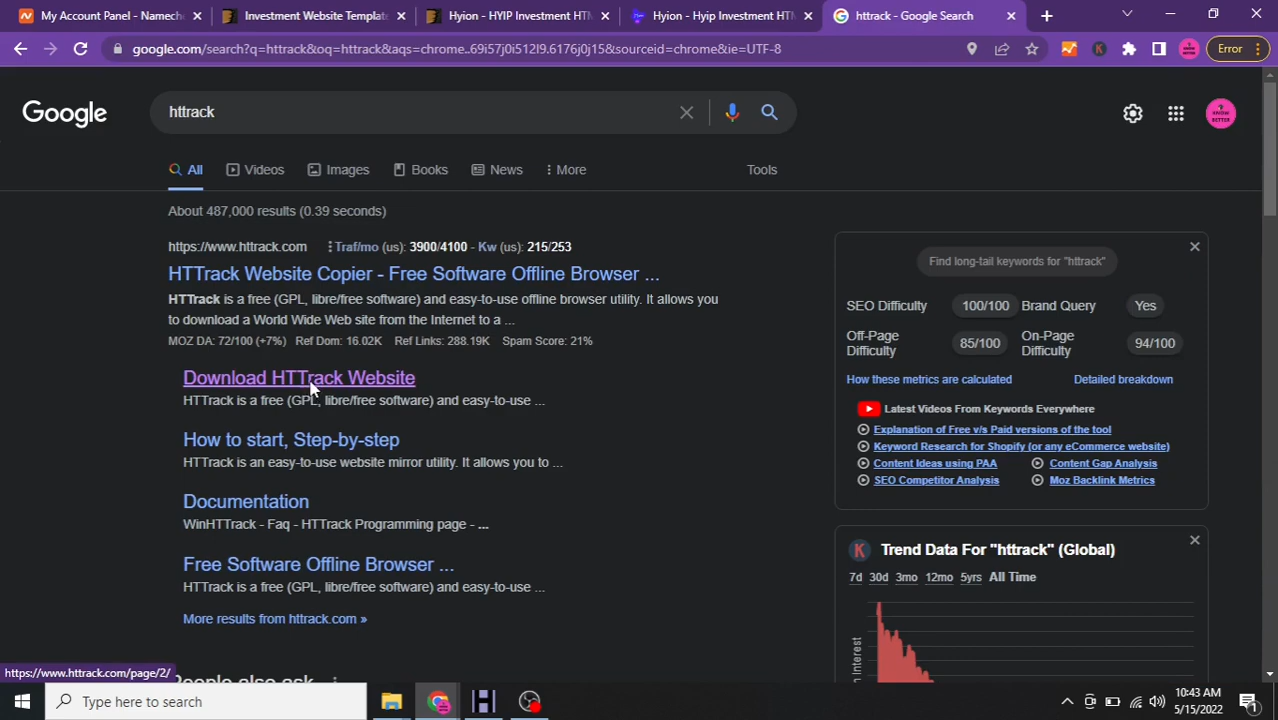 My Account Panel - Nameche
Investment Website Templat
Hyion - HYIP Investment HTM
Hyion - Hyip Investment HTM
httrack - Google Search
google.com/search?q=httrack&oq=httrack&aqs=chrome..69i57j0i512l9.6176j0j15&sourceid=chrome&ie=UTF-8
Error
Google
httrack
KNOW BETTER
All
Videos
Images
Books
News
More
Tools
About 487,000 results (0.39 seconds)
https://www.httrack.com Traf/mo (us): 3900/4100 - Kw (us): 215/253
HTTrack Website Copier - Free Software Offline Browser ...
HTTrack is a free (GPL, libre/free software) and easy-to-use offline browser utility. It allows you
to download a World Wide Web site from the Internet to a ...
MOZ DA: 72/100 (+7%) Ref Dom: 16.02K Ref Links: 288.19K Spam Score: 21%
Download HTTrack Website
HTTrack is a free (GPL, libre/free software) and easy-to-use ...
How to start, Step-by-step
HTTrack is an easy-to-use website mirror utility. It allows you to ...
Documentation
WinHTTrack - Faq - HTTrack Programming page - ...
Free Software Offline Browser ...
HTTrack is a free (GPL, libre/free software) and easy-to-use ...
More results from httrack.com »
People also ask
Find long-tail keywords for "httrack"
SEO Difficulty 100/100 Brand Query Yes
Off-Page Difficulty 85/100 On-Page Difficulty 94/100
How these metrics are calculated Detailed breakdown
Latest Videos From Keywords Everywhere
Explanation of Free v/s Paid versions of the tool
Keyword Research for Shopify (or any eCommerce website)
Content Ideas using PAA Content Gap Analysis
SEO Competitor Analysis Moz Backlink Metrics
K Trend Data For "httrack" (Global)
7d 30d 3mo 12mo 5yrs All Time
Interest
https://www.httrack.com/page/2/
Type here to search
10:43 AM
5/15/2022
1